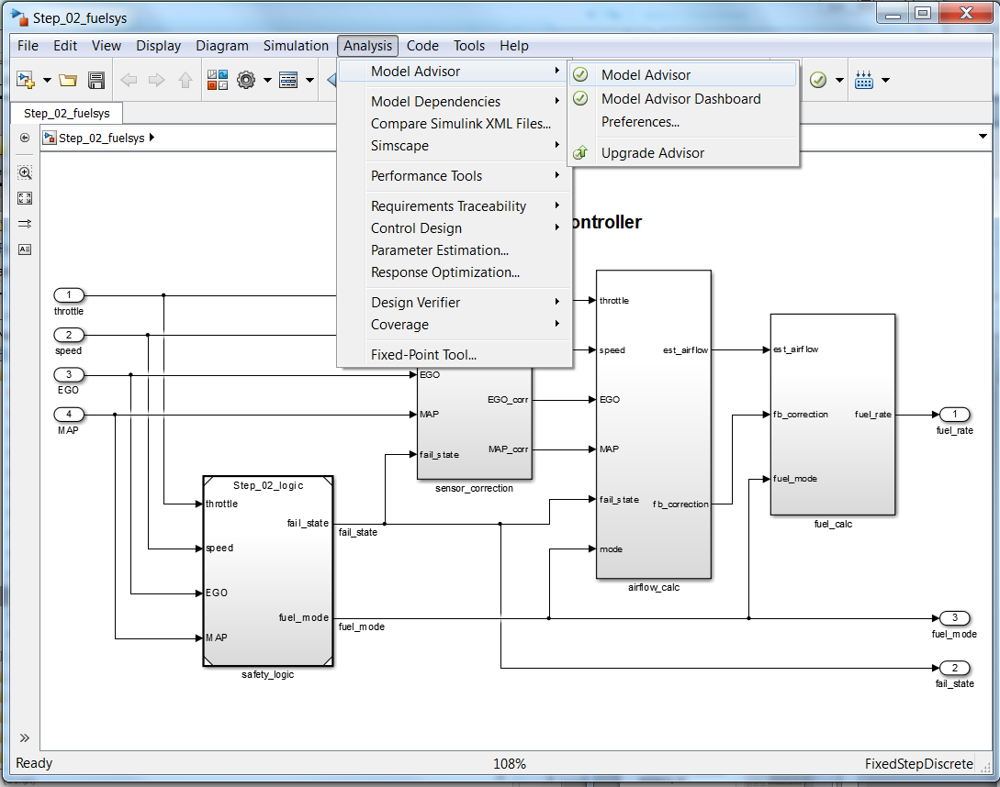 Step_02_fuelsys
File Edit View Display Diagram Simulation Analysis Code Tools Help
Step_02_fuelsys
Step_02_fuelsys
Model Advisor
Model Dependencies
Compare Simulink XML Files...
Simscape
Performance Tools
Requirements Traceability
Control Design
Parameter Estimation...
Response Optimization...
Design Verifier
Coverage
Fixed-Point Tool...
Model Advisor
Model Advisor Dashboard
Preferences...
Upgrade Advisor
ontroller
1
throttle
2
speed
3
EGO
4
MAP
Step_02_logic
throttle
speed
EGO
MAP
fail_state
fuel_mode
safety_logic
fail_state
fuel_mode
EGO
MAP
fail_state
EGO_corr
MAP_corr
sensor_correction
throttle
speed
EGO
MAP
fail_state
mode
est_airflow
fb_correction
airflow_calc
est_airflow
fb_correction
fuel_mode
fuel_rate
fuel_calc
1
fuel_rate
3
fuel_mode
2
fail_state
Ready 108% FixedStepDiscrete